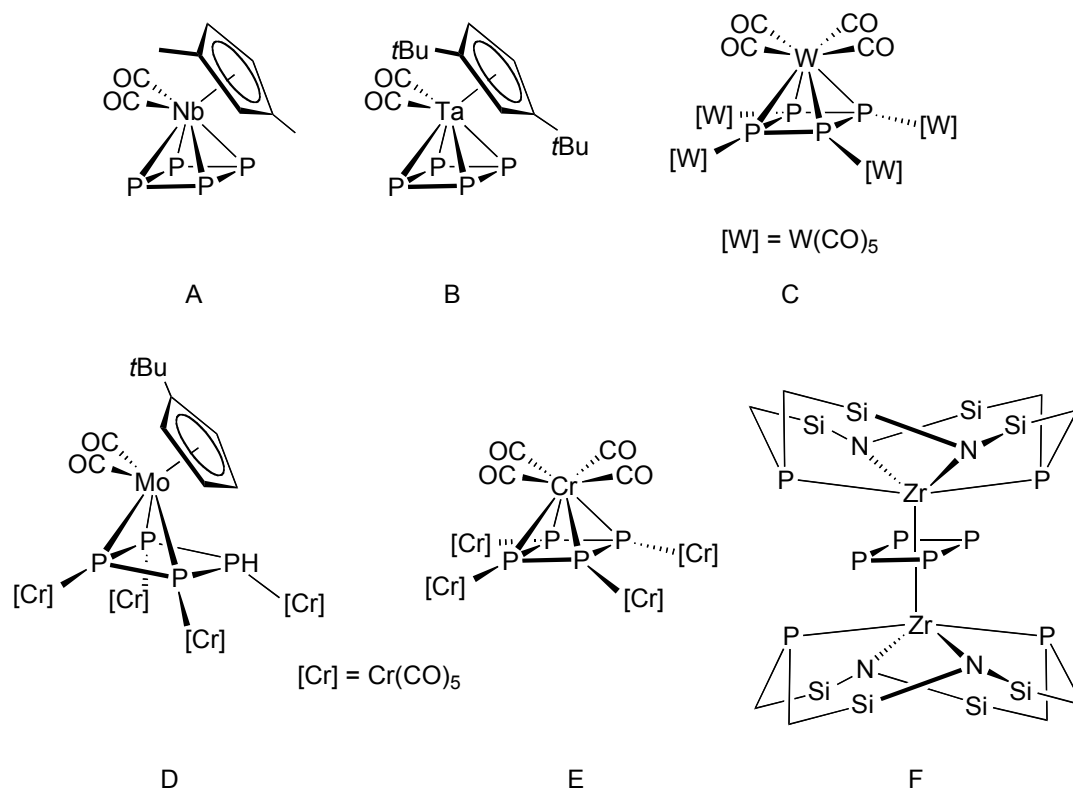 OC
OC
Nb
P
P
P
P
A
tBu
OC
OC
Ta
tBu
P
P
P
P
B
OC
CO
OC
CO
W
[W]
P
P
[W]
P
P
[W]
[W]
[W] = W(CO)5
C
tBu
OC
OC
Mo
P
P
P
PH
[Cr]
[Cr]
[Cr]
[Cr]
D
OC
CO
OC
CO
Cr
[Cr]
P
P
[Cr]
P
P
[Cr]
[Cr]
[Cr] = Cr(CO)5
E
Si
Si
Si
Si
N
N
P
P
Zr
P
P
P
P
Zr
P
P
N
N
Si
Si
Si
Si
F